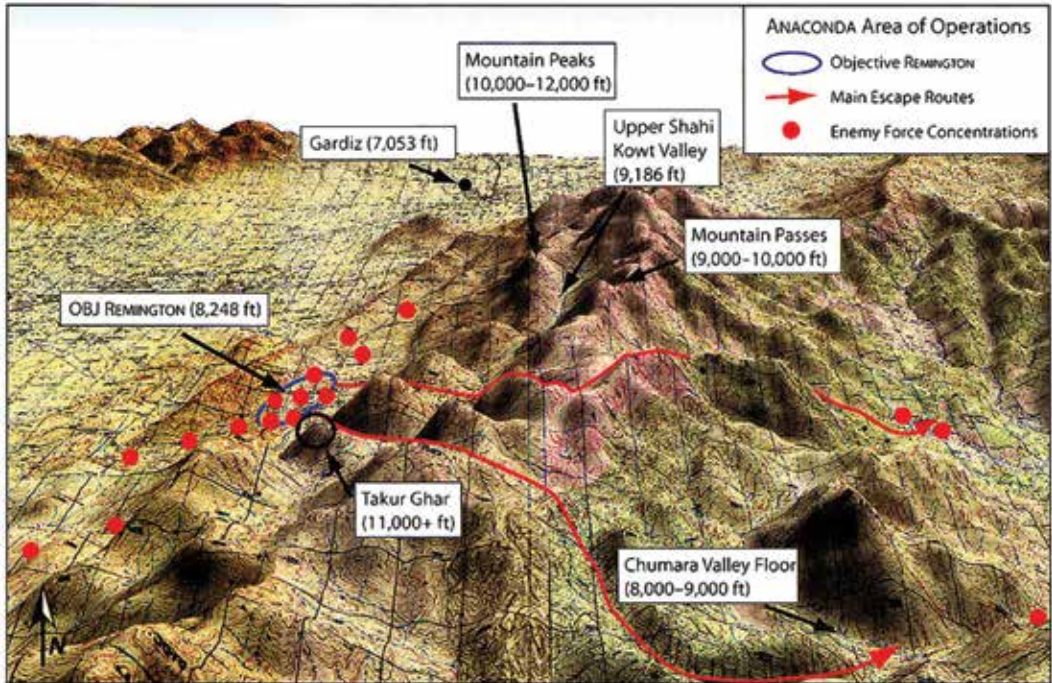 ANACONDA Area of Operations
Objective REMINGTON
Main Escape Routes
Enemy Force Concentrations
Mountain Peaks
(10,000–12,000 ft)
Gardiz (7,053 ft)
Upper Shahi
Kowt Valley
(9,186 ft)
Mountain Passes
(9,000–10,000 ft)
OBJ REMINGTON (8,248 ft)
Takur Ghar
(11,000+ ft)
Chumara Valley Floor
(8,000–9,000 ft)
N